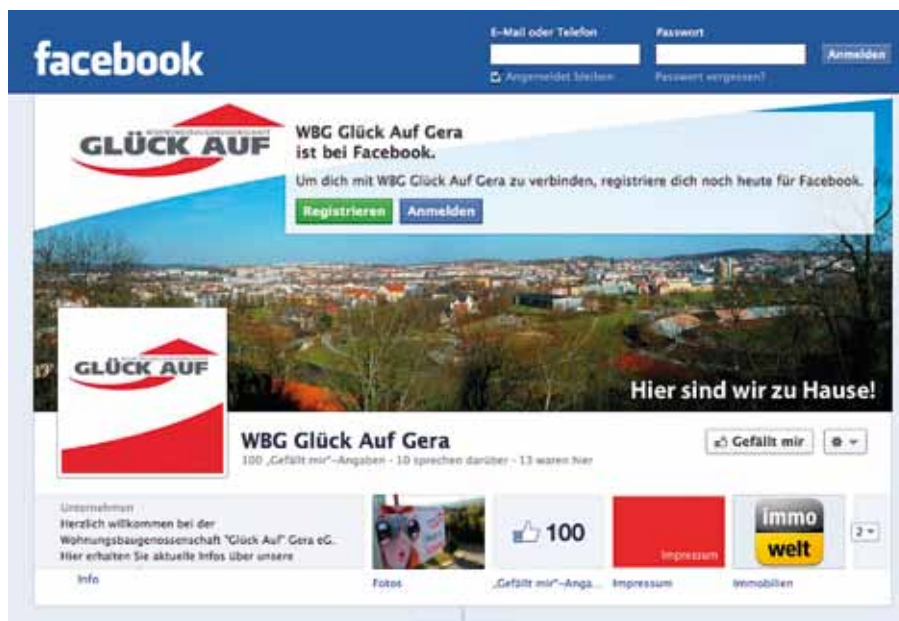 facebook
E-Mail oder Telefon
Passwort
Angemeldet bleiben
Passwort vergessen?
Anmelden
GLÜCK AUF
WBG Glück Auf Gera
ist bei Facebook.
Um dich mit WBG Glück Auf Gera zu verbinden, registriere dich noch heute für Facebook.
Registrieren
Anmelden
GLÜCK AUF
Hier sind wir zu Hause!
WBG Glück Auf Gera
100 „Gefällt mir“-Angaben · 10 sprechen darüber · 13 waren hier
Gefällt mir
Unternehmen
Herzlich willkommen bei der
Wohnungsbaugenossenschaft "Glück Auf" Gera eG.
Hier erhalten Sie aktuelle Infos über unsere
Info
Fotos
100
„Gefällt mir“-Anga...
Impressum
Impressum
immo
welt
Immobilien
2